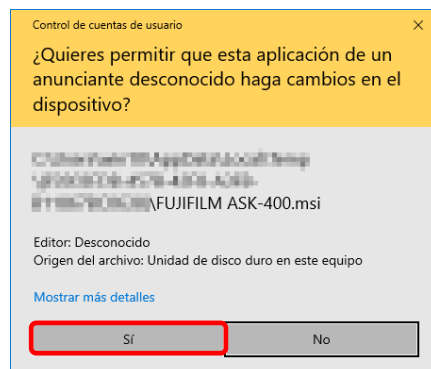 Control de cuentas de usuario
¿Quieres permitir que esta aplicación de un
anunciante desconocido haga cambios en el
dispositivo?
\FUJIFILM ASK-400.msi
Editor: Desconocido
Origen del archivo: Unidad de disco duro en este equipo
Mostrar más detalles
Sí
No